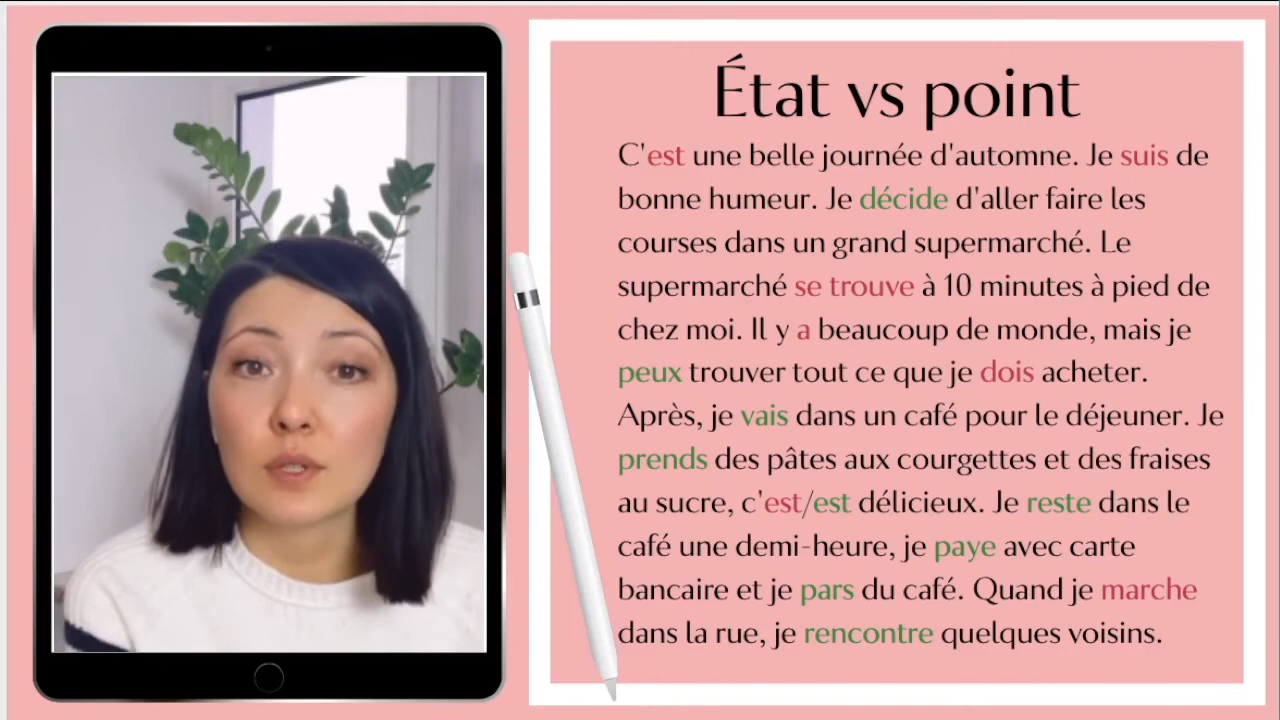 État vs point
C'est une belle journée d'automne. Je suis de
bonne humeur. Je décide d'aller faire les
courses dans un grand supermarché. Le
supermarché se trouve à 10 minutes à pied de
chez moi. Il y a beaucoup de monde, mais je
peux trouver tout ce que je dois acheter.
Après, je vais dans un café pour le déjeuner. Je
prends des pâtes aux courgettes et des fraises
au sucre, c'est/est délicieux. Je reste dans le
café une demi-heure, je paye avec carte
bancaire et je pars du café. Quand je marche
dans la rue, je rencontre quelques voisins.